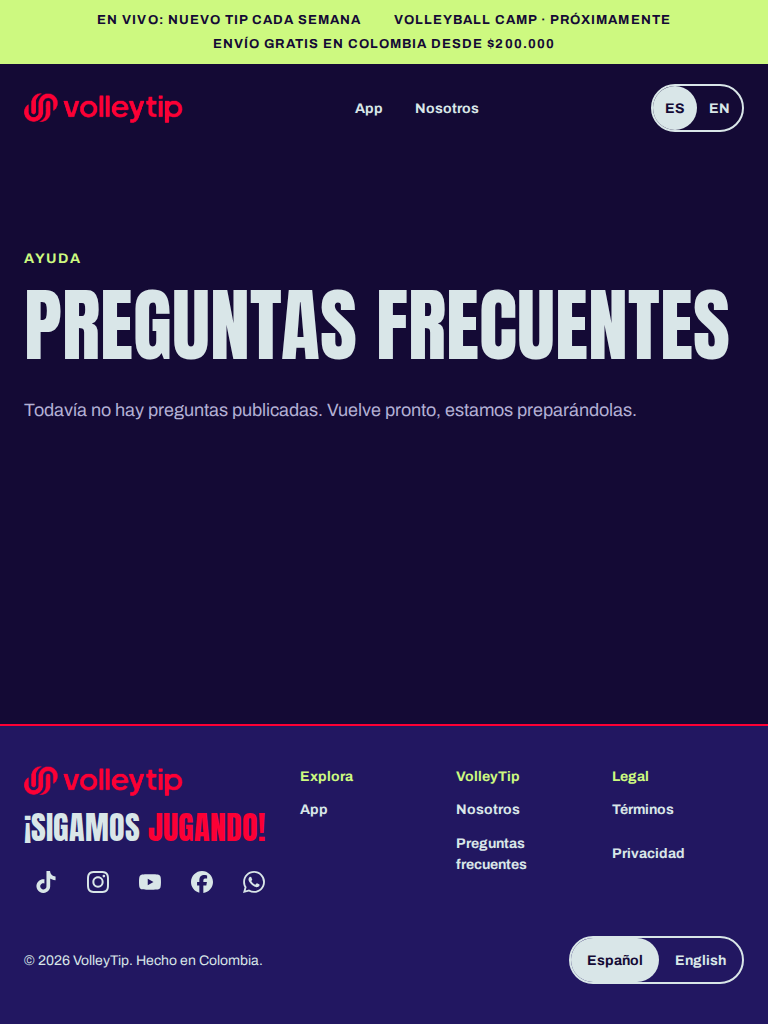 EN VIVO: NUEVO TIP CADA SEMANA VOLLEYBALL CAMP · PRÓXIMAMENTE
ENVÍO GRATIS EN COLOMBIA DESDE $200.000
volleytip App Nosotros ES EN
AYUDA
PREGUNTAS FRECUENTES
Todavía no hay preguntas publicadas. Vuelve pronto, estamos preparándolas.
volleytip
¡SIGAMOS JUGANDO!
Explora
App
VolleyTip
Nosotros
Preguntas
frecuentes
Legal
Términos
Privacidad
© 2026 VolleyTip. Hecho en Colombia.
Español English